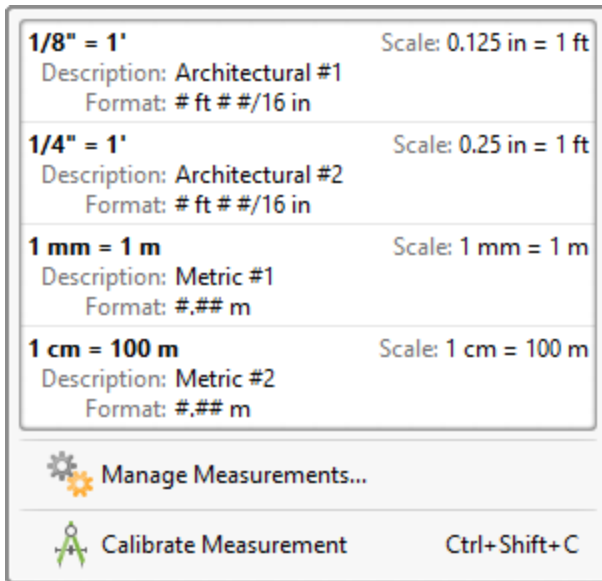 1/8" = 1' Scale: 0.125 in = 1 ft
Description: Architectural #1
Format: # ft # #/16 in
1/4" = 1' Scale: 0.25 in = 1 ft
Description: Architectural #2
Format: # ft # #/16 in
1 mm = 1 m Scale: 1 mm = 1 m
Description: Metric #1
Format: #.## m
1 cm = 100 m Scale: 1 cm = 100 m
Description: Metric #2
Format: #.## m
Manage Measurements...
Calibrate Measurement Ctrl+Shift+C